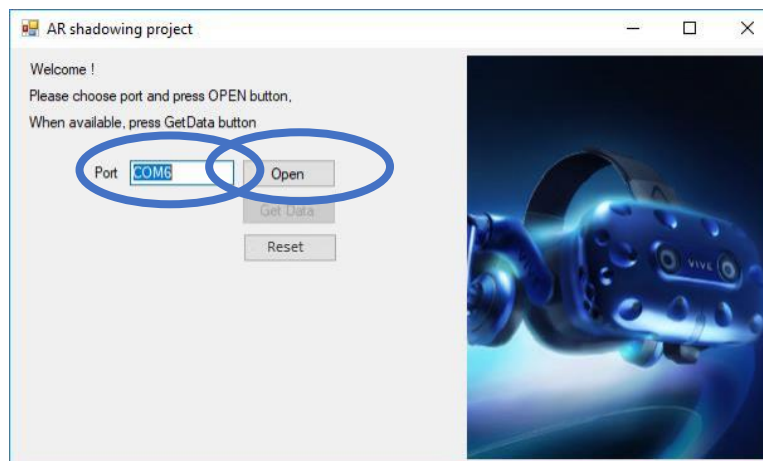 AR shadowing project
Welcome !
Please choose port and press OPEN button,
When available, press GetData button
Port COM6 Open
Get Data
Reset
VIVE